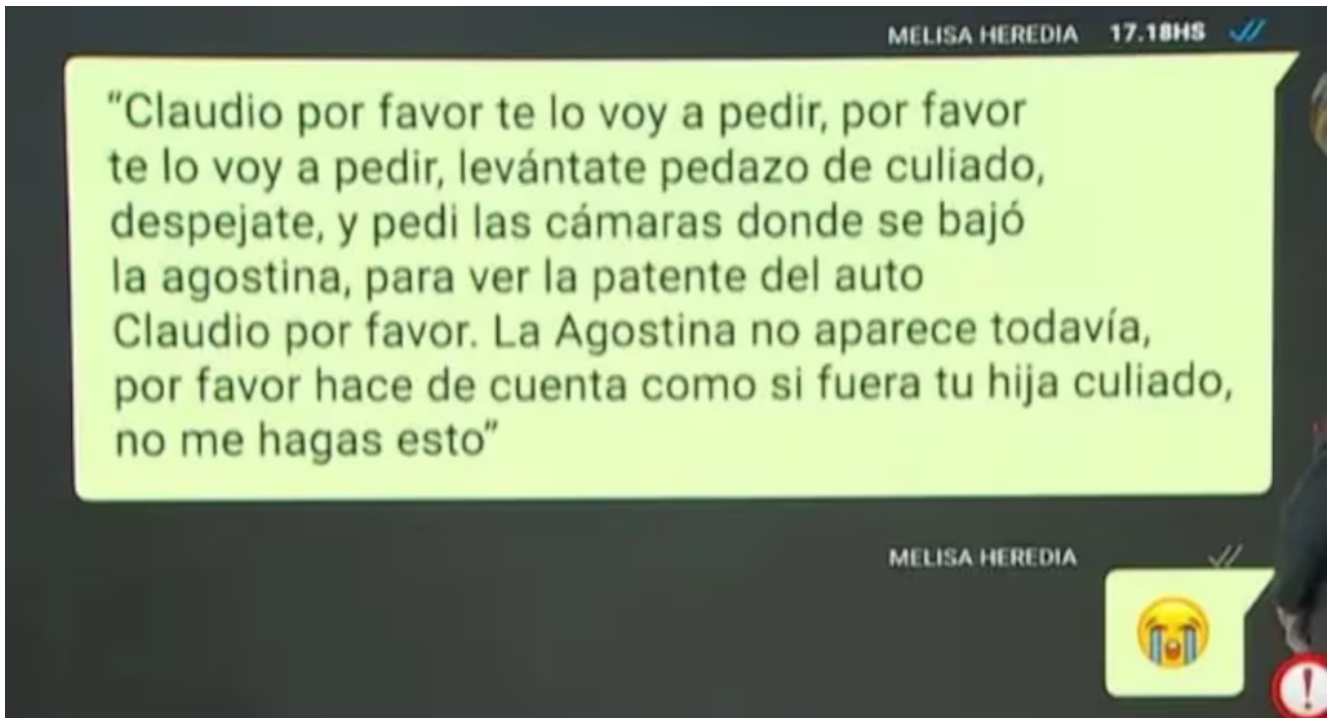 MELISA HEREDIA 17.18HS
“Claudio por favor te lo voy a pedir, por favor
te lo voy a pedir, levántate pedazo de culiado,
despejate, y pedi las cámaras donde se bajó
la agostina, para ver la patente del auto
Claudio por favor. La Agostina no aparece todavía,
por favor hace de cuenta como si fuera tu hija culiado,
no me hagas esto”
MELISA HEREDIA